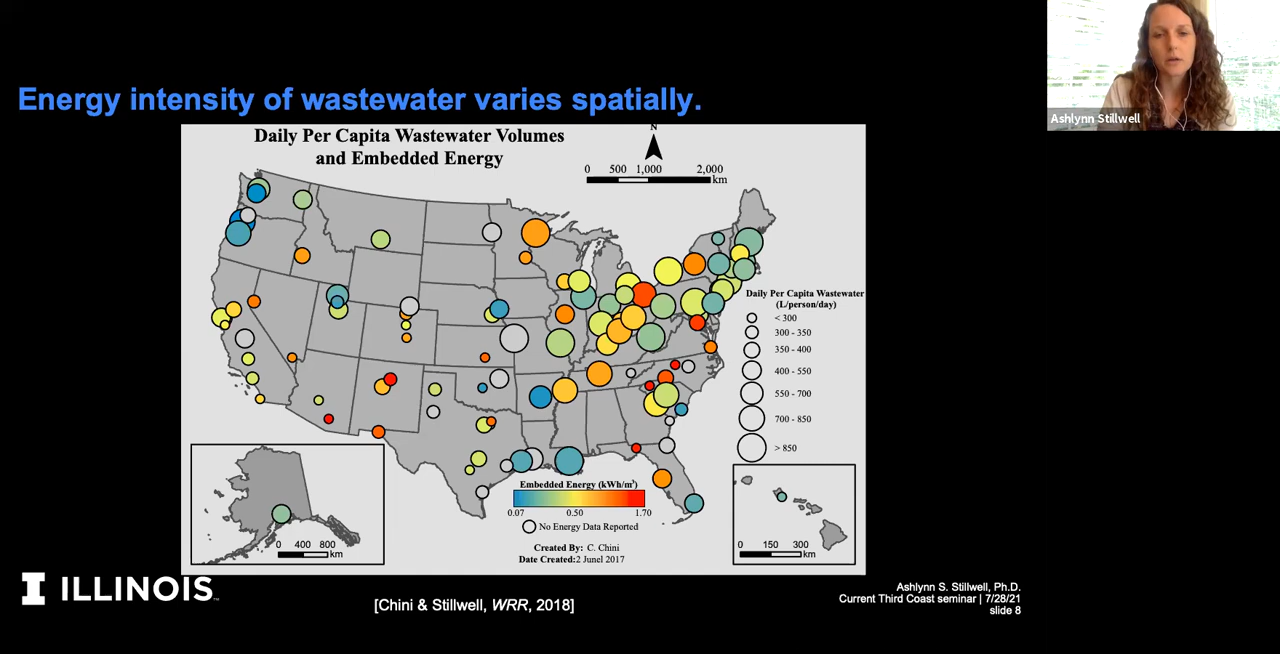 Energy intensity of wastewater varies spatially.
Ashlynn Stillwell
Daily Per Capita Wastewater Volumes
and Embedded Energy
N
0 500 1,000 2,000
km
Daily Per Capita Wastewater
(L/person/day)
< 300
300 - 350
350 - 400
400 - 550
550 - 700
700 - 850
> 850
Embedded Energy (kWh/m³)
0.07 0.50 1.70
No Energy Data Reported
Created By: C. Chini
Date Created:2 Junel 2017
0 400 800
km
0 150 300
km
I ILLINOIS™
[Chini & Stillwell, WRR, 2018]
Ashlynn S. Stillwell, Ph.D.
Current Third Coast seminar | 7/28/21
slide 8